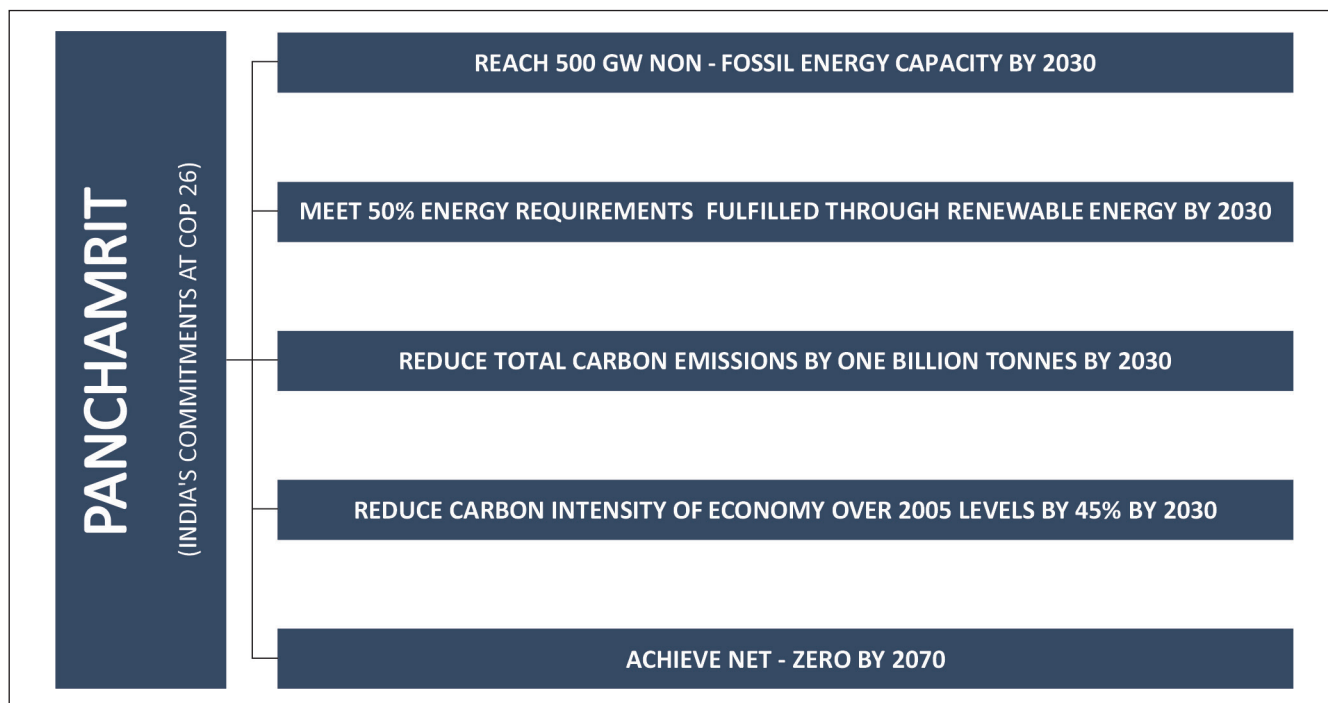 PANCHAMRIT
(INDIA'S COMMITMENTS AT COP 26)
REACH 500 GW NON - FOSSIL ENERGY CAPACITY BY 2030
MEET 50% ENERGY REQUIREMENTS FULFILLED THROUGH RENEWABLE ENERGY BY 2030
REDUCE TOTAL CARBON EMISSIONS BY ONE BILLION TONNES BY 2030
REDUCE CARBON INTENSITY OF ECONOMY OVER 2005 LEVELS BY 45% BY 2030
ACHIEVE NET - ZERO BY 2070